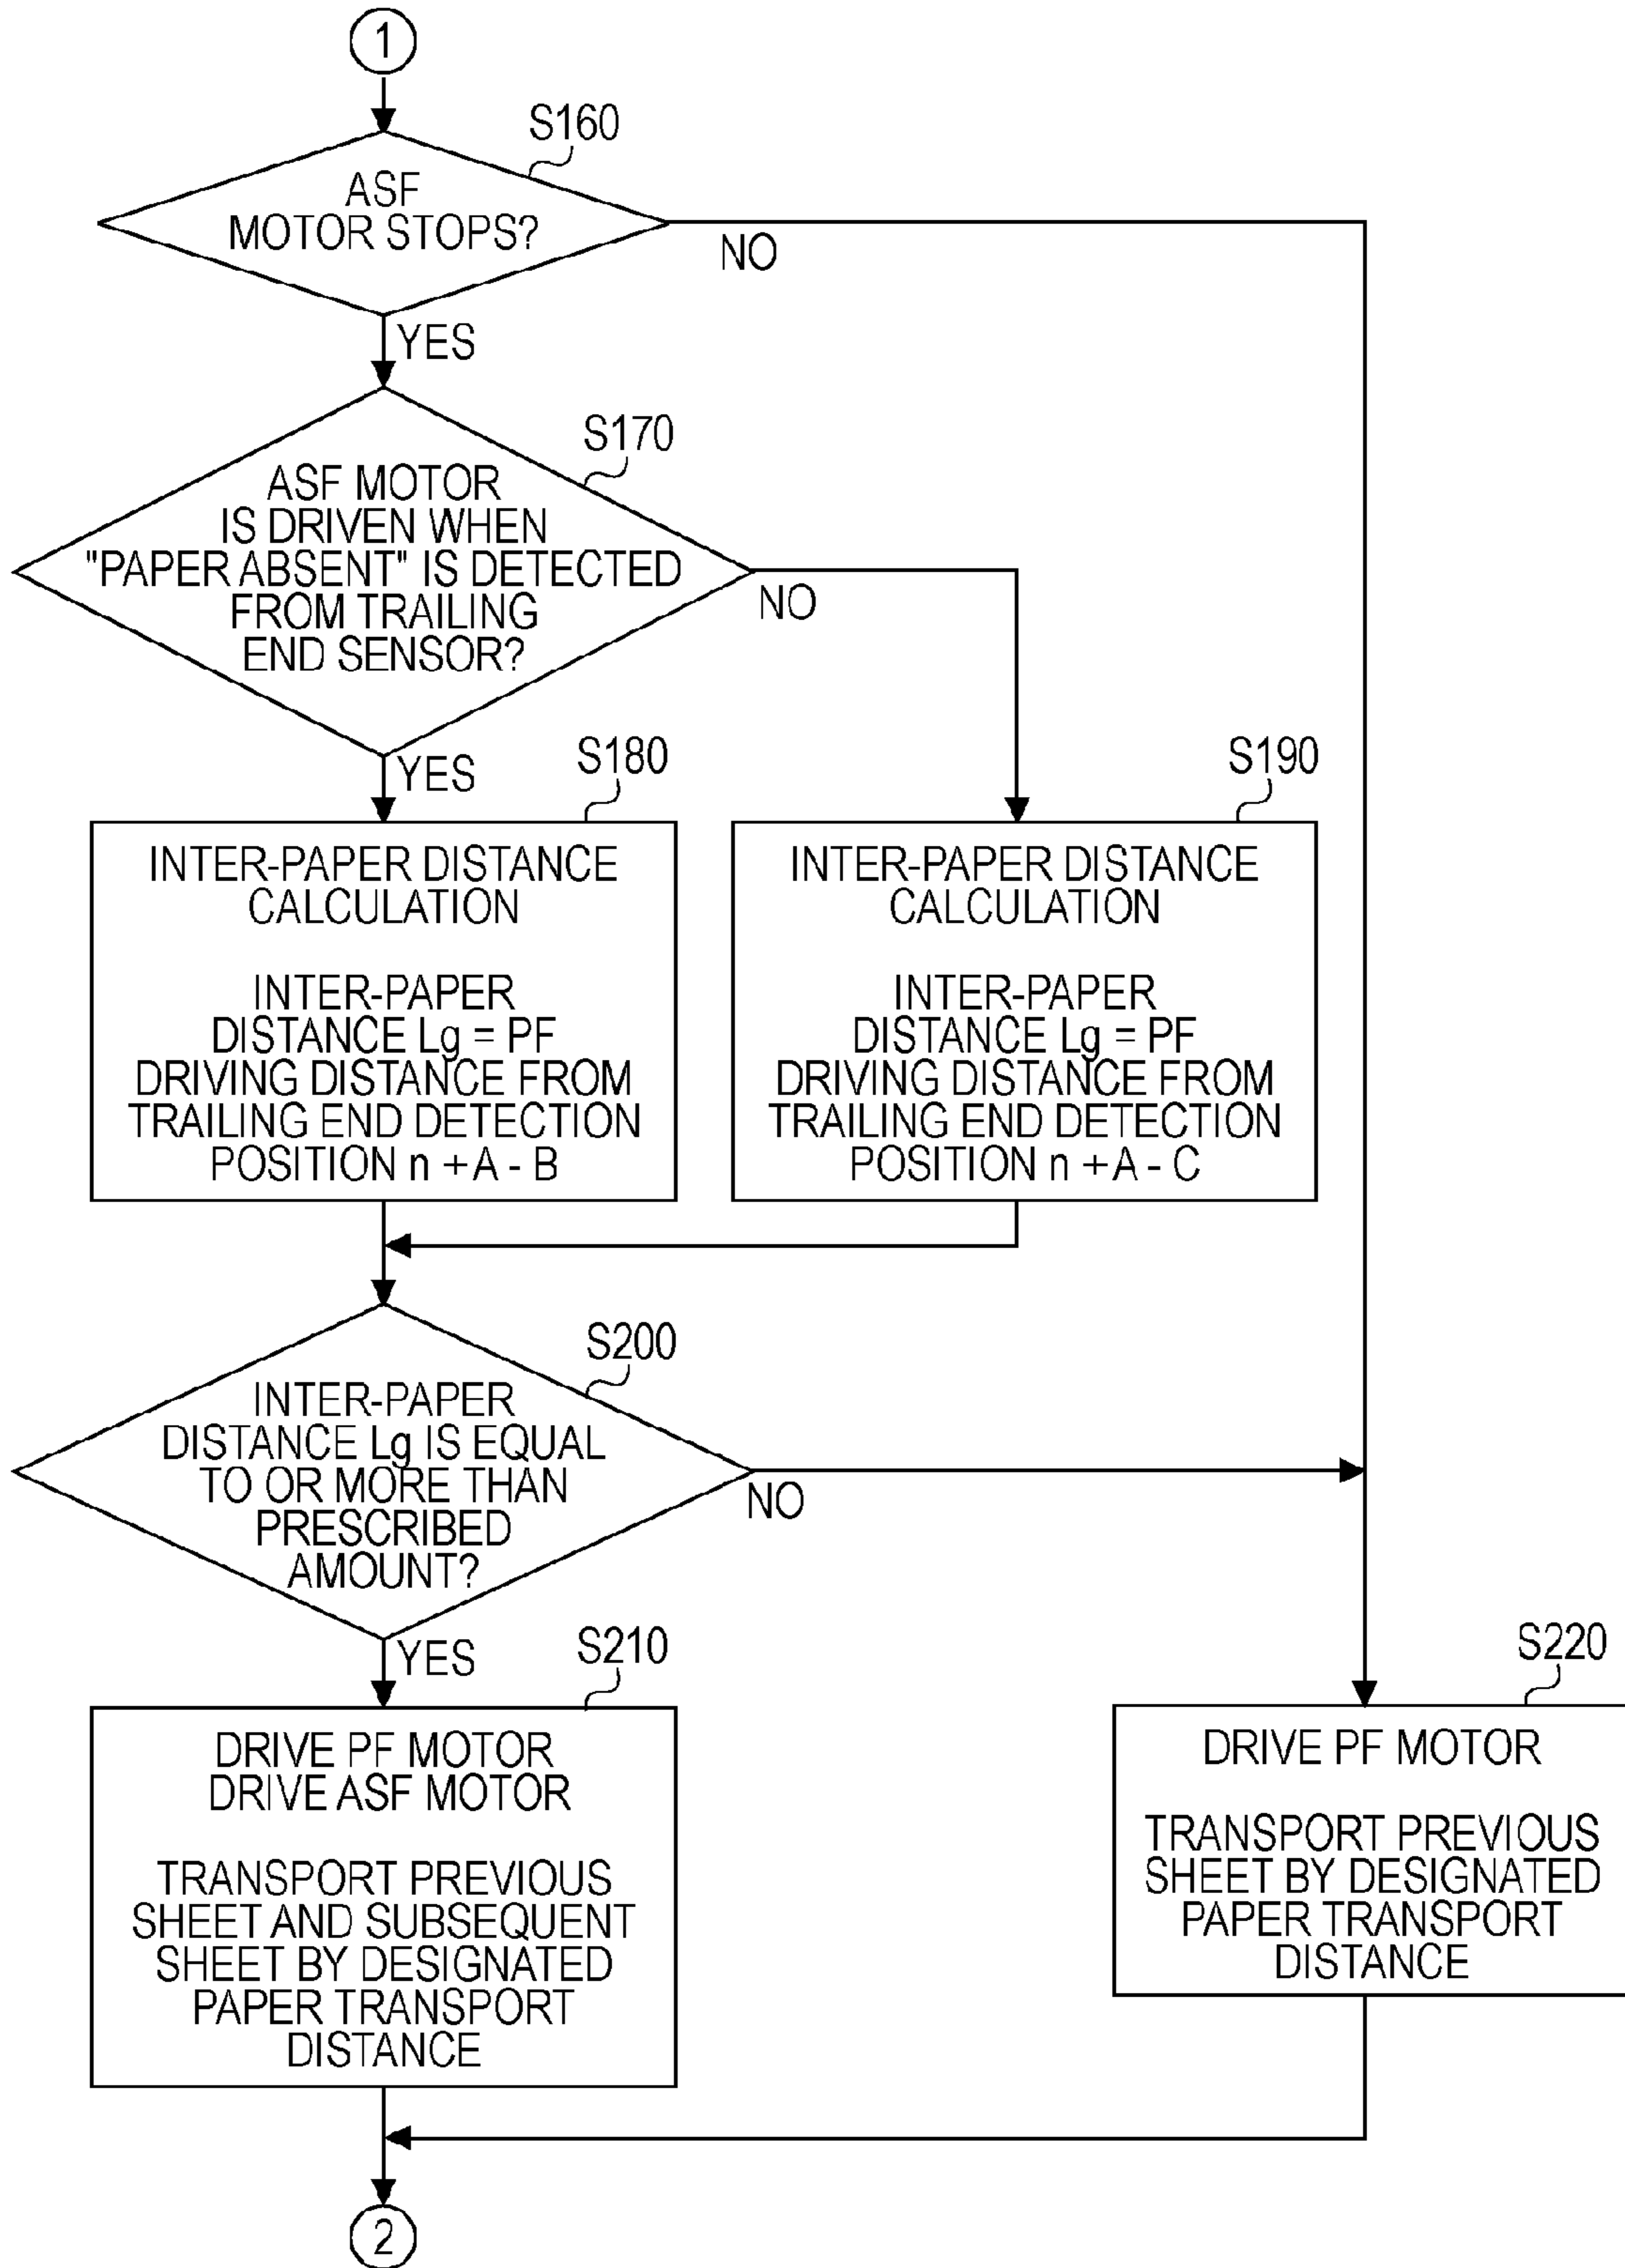 1
S160
ASF
MOTOR STOPS?
NO
YES
S170
ASF MOTOR
IS DRIVEN WHEN
"PAPER ABSENT" IS DETECTED
FROM TRAILING
END SENSOR?
NO
YES
S180
INTER-PAPER DISTANCE
CALCULATION
INTER-PAPER
DISTANCE Lg = PF
DRIVING DISTANCE FROM
TRAILING END DETECTION
POSITION n + A - B
S190
INTER-PAPER DISTANCE
CALCULATION
INTER-PAPER
DISTANCE Lg = PF
DRIVING DISTANCE FROM
TRAILING END DETECTION
POSITION n + A - C
S200
INTER-PAPER
DISTANCE Lg IS EQUAL
TO OR MORE THAN
PRESCRIBED
AMOUNT?
NO
YES
S210
DRIVE PF MOTOR
DRIVE ASF MOTOR
TRANSPORT PREVIOUS
SHEET AND SUBSEQUENT
SHEET BY DESIGNATED
PAPER TRANSPORT
DISTANCE
S220
DRIVE PF MOTOR
TRANSPORT PREVIOUS
SHEET BY DESIGNATED
PAPER TRANSPORT
DISTANCE
2